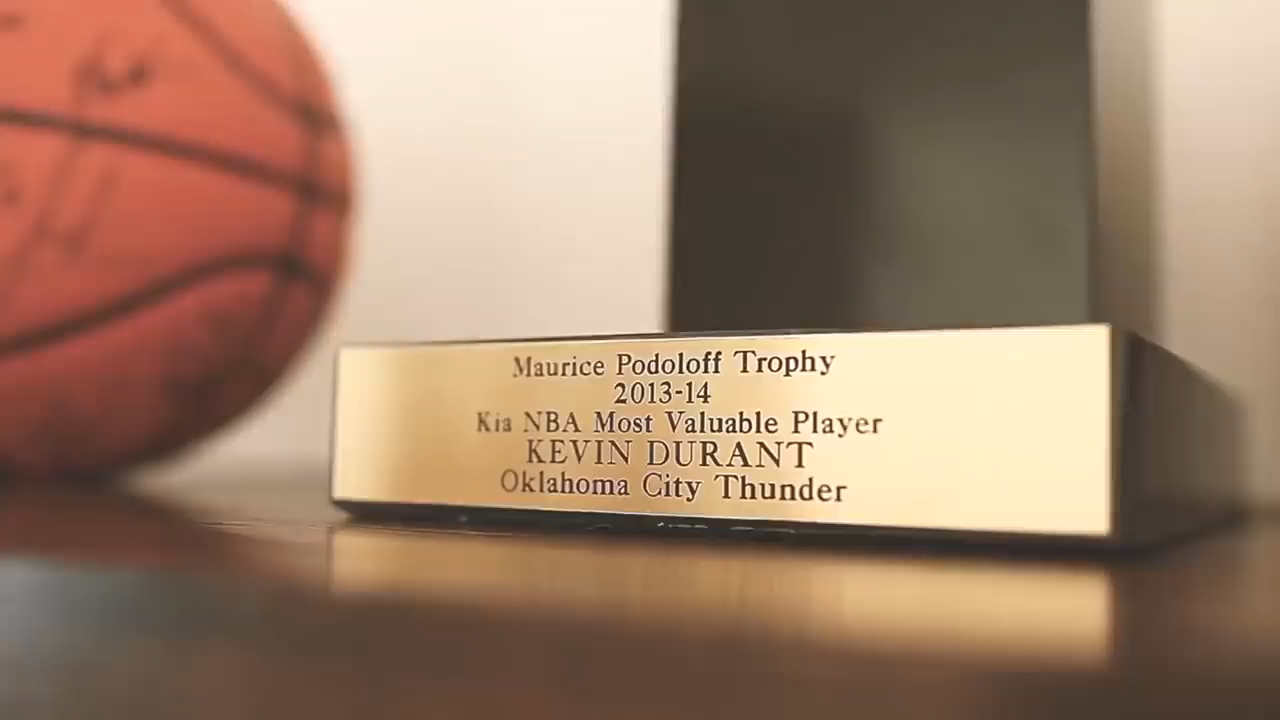 Maurice Podoloff Trophy
2013-14
Kia NBA Most Valuable Player
KEVIN DURANT
Oklahoma City Thunder